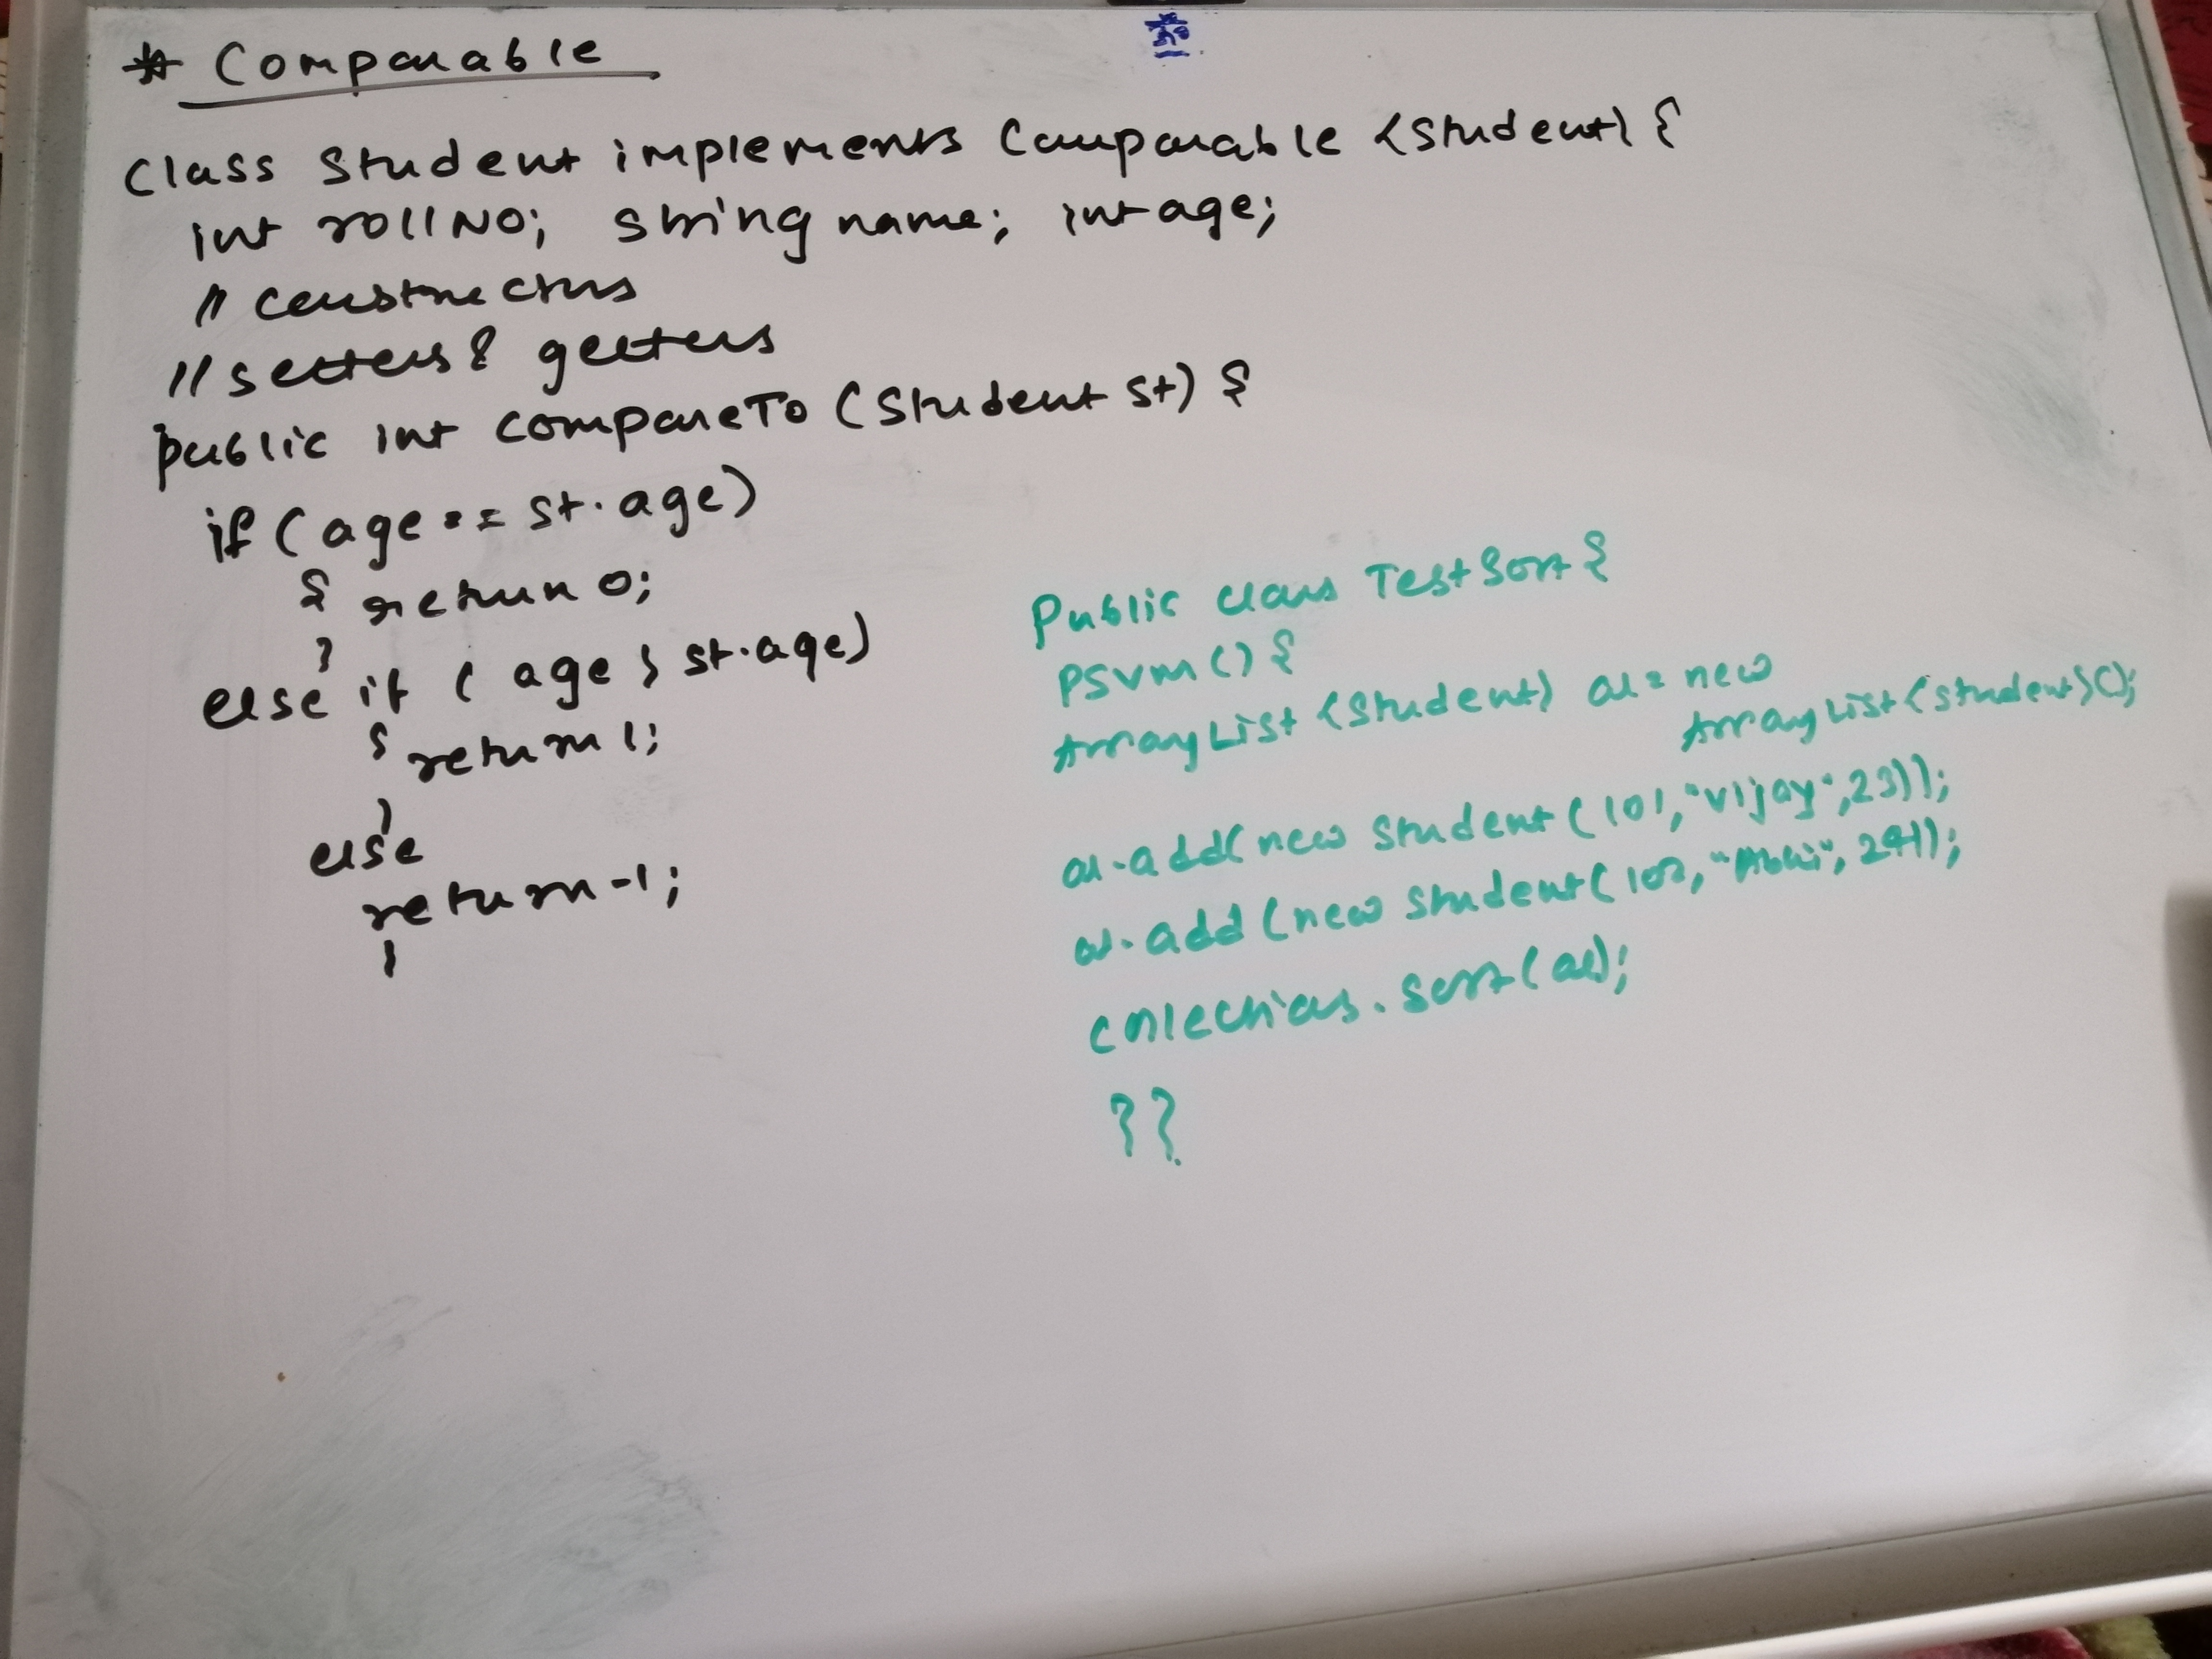 ॐ
* Comparable
class Student implements Comparable <Student> {
int rollNO; string name; int age;
// constructors
// setters & getters
public int compareTo (Student st) {
if ( age == st.age)
{ return 0;
}
else if ( age > st.age)
{ return 1;
}
else
return -1;
}
Public class TestSort {
PSVM () {
ArrayList <Student> al = new
ArrayList <student>();
al.add( new Student ( 101, "Vijay", 23));
al.add (new Student( 102, "Abhi", 24));
collections.sort (al);
}}